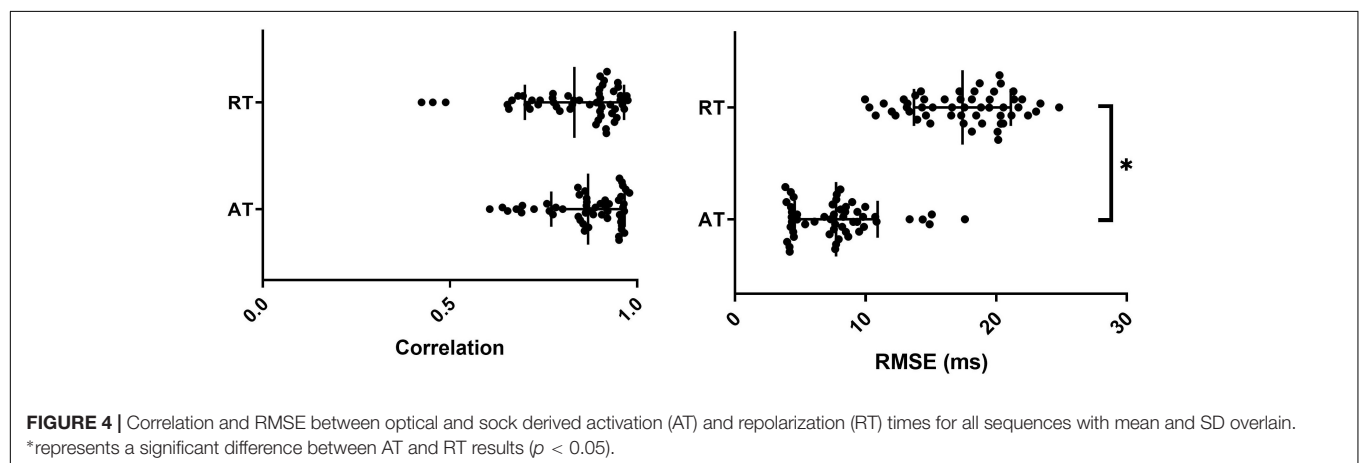 RT
AT
0.0
0.5
1.0
Correlation
RT
AT
*
0
10
20
30
RMSE (ms)
FIGURE 4 | Correlation and RMSE between optical and sock derived activation (AT) and repolarization (RT) times for all sequences with mean and SD overlain.
*represents a significant difference between AT and RT results (p < 0.05).